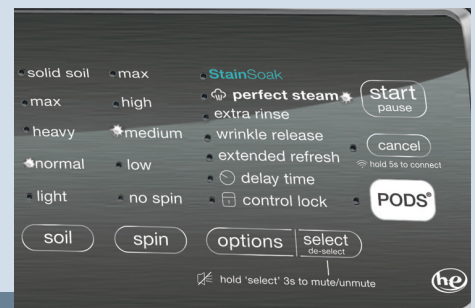 solid soil
max
heavy
normal
light
soil
max
high
medium
low
no spin
spin
StainSoak
perfect steam
extra rinse
wrinkle release
extended refresh
delay time
control lock
options
select
de-select
hold 'select' 3s to mute/unmute
start
pause
cancel
hold 5s to connect
PODS®
he